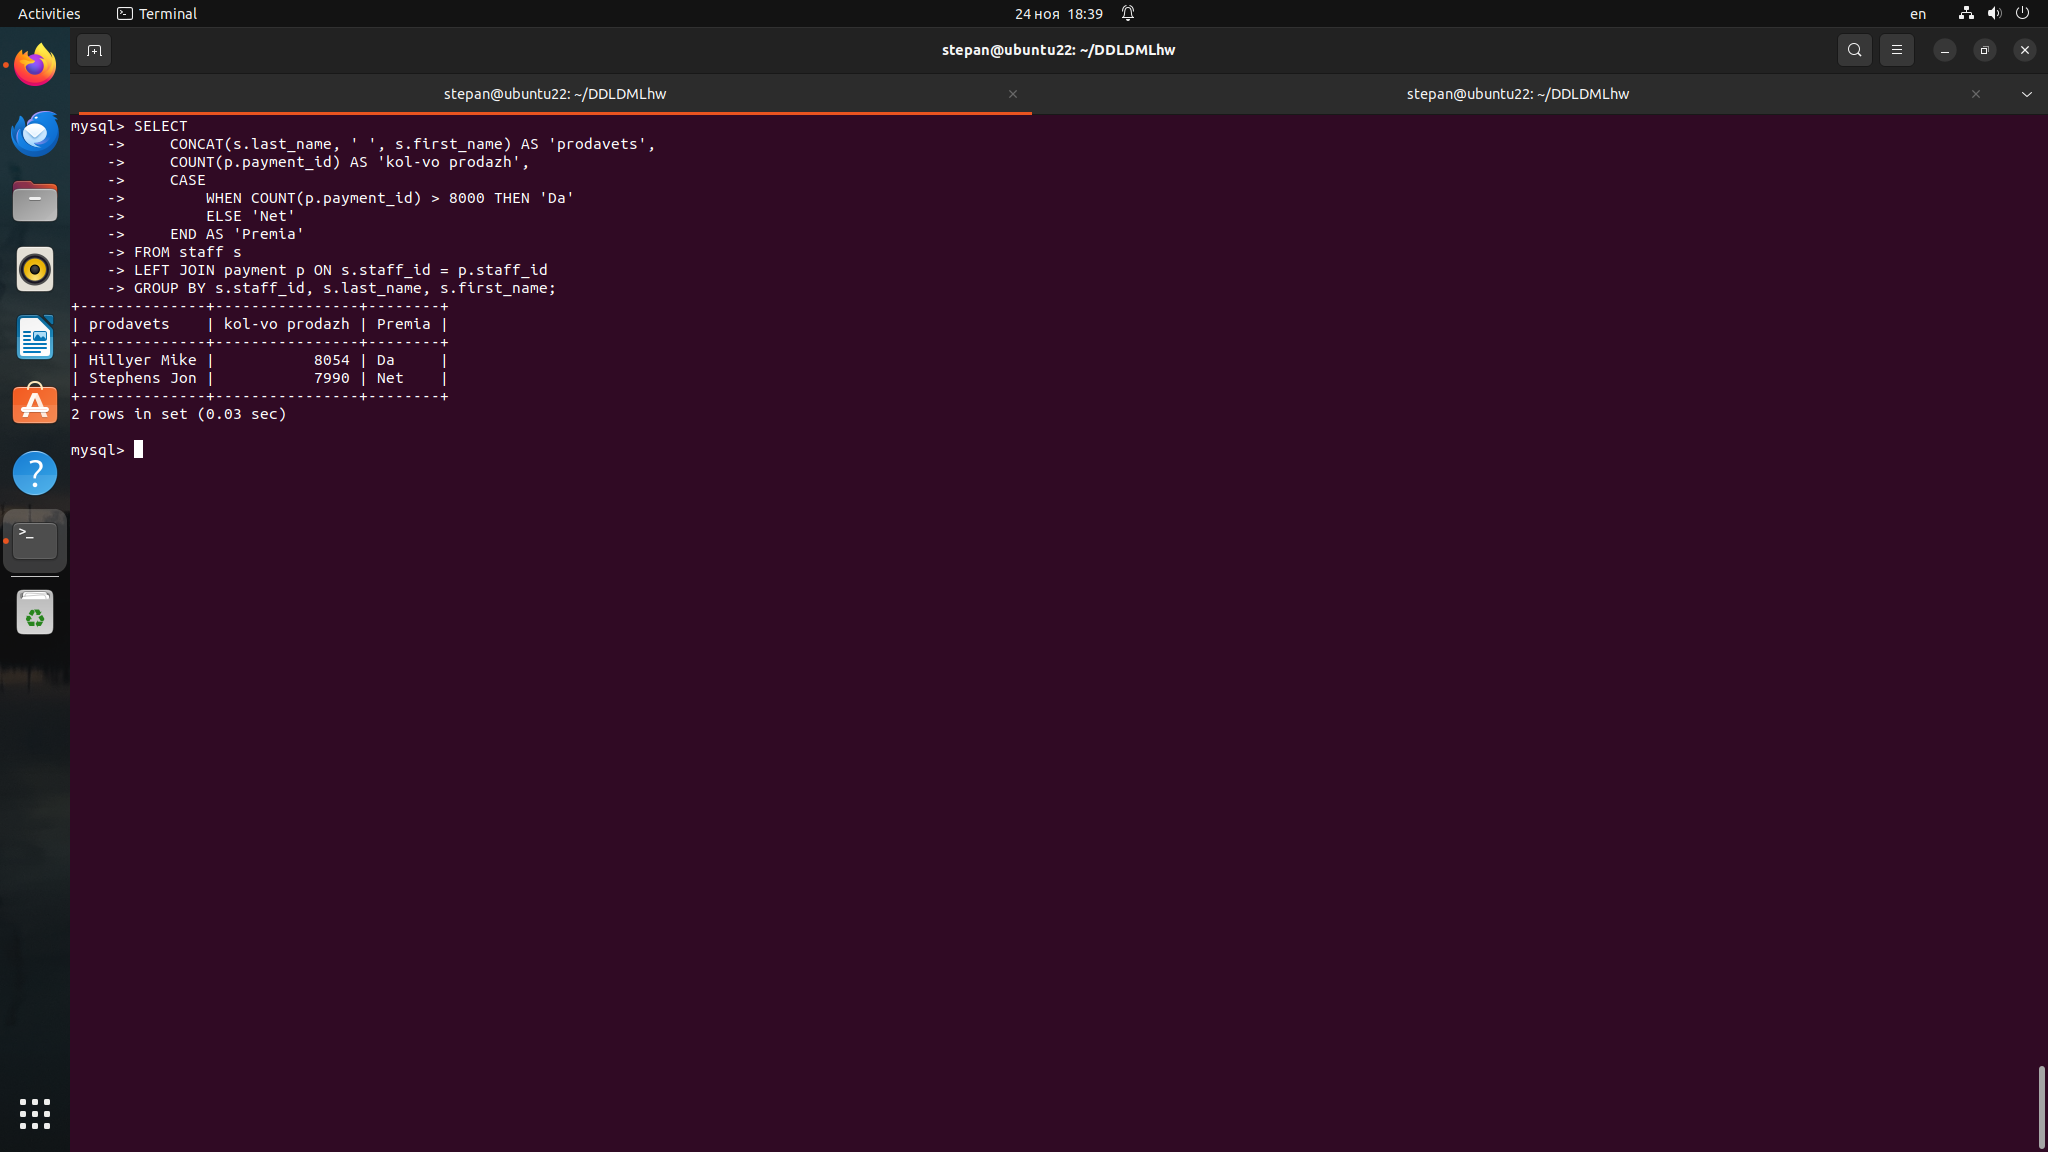 Activities Terminal 24 ноя 18:39 en
stepan@ubuntu22: ~/DDLDMLhw
stepan@ubuntu22: ~/DDLDMLhw stepan@ubuntu22: ~/DDLDMLhw
mysql> SELECT
    ->     CONCAT(s.last_name, ' ', s.first_name) AS 'prodavets',
    ->     COUNT(p.payment_id) AS 'kol-vo prodazh',
    ->     CASE
    ->         WHEN COUNT(p.payment_id) > 8000 THEN 'Da'
    ->         ELSE 'Net'
    ->     END AS 'Premia'
    -> FROM staff s
    -> LEFT JOIN payment p ON s.staff_id = p.staff_id
    -> GROUP BY s.staff_id, s.last_name, s.first_name;
+--------------+----------------+--------+
| prodavets    | kol-vo prodazh | Premia |
+--------------+----------------+--------+
| Hillyer Mike |           8054 | Da     |
| Stephens Jon |           7990 | Net    |
+--------------+----------------+--------+
2 rows in set (0.03 sec)
mysql>